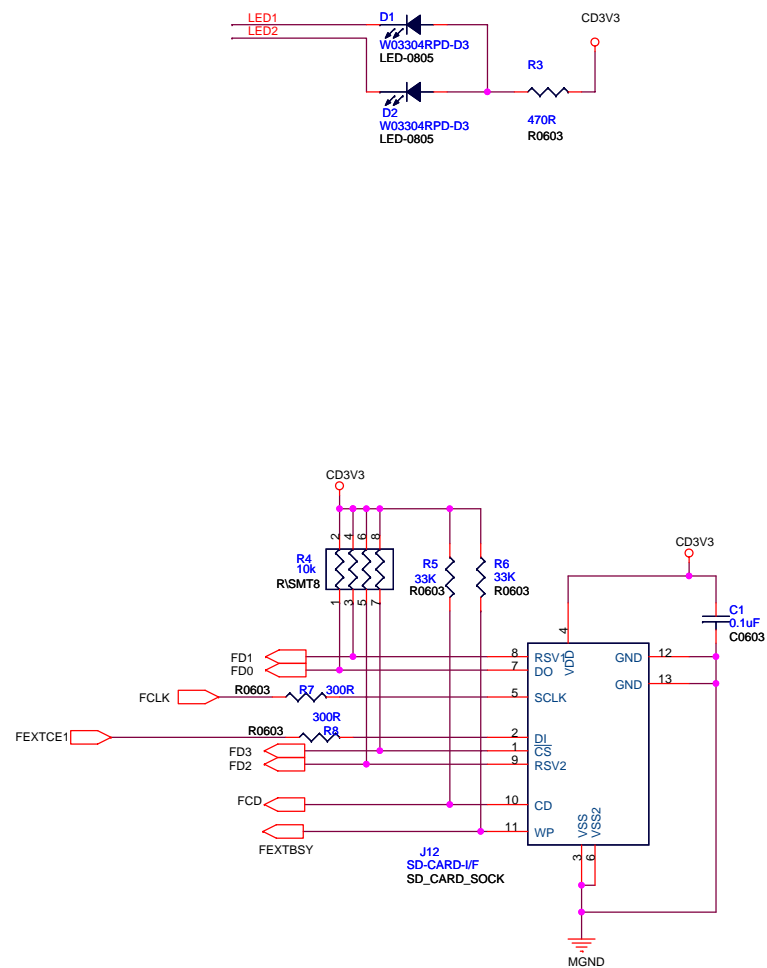 LED1
LED2
D1
W03304RPD-D3
LED-0805
D2
W03304RPD-D3
LED-0805
CD3V3
R3
470R
R0603
CD3V3
2 4 6 8
R4
10k
R\SMT8
1 3 5 7
R5
33K
R0603
R6
33K
R0603
CD3V3
C1
0.1uF
C0603
FD1
FD0
FCLK
R0603 R7 300R
300R
FEXTCE1
R0603 R8
FD3
FD2
FCD
FEXTBSY
8 RSV1
7 DO
5 SCLK
2 DI
1 CS
9 RSV2
10 CD
11 WP
4
VDD
GND 12
GND 13
VSS
VSS2
3
6
J12
SD-CARD-I/F
SD_CARD_SOCK
MGND